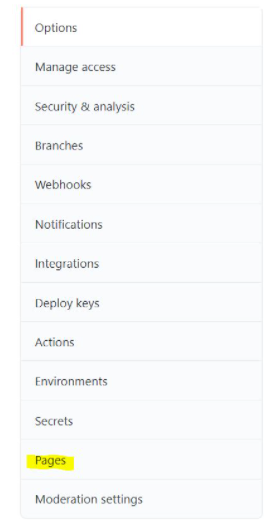 Options
Manage access
Security & analysis
Branches
Webhooks
Notifications
Integrations
Deploy keys
Actions
Environments
Secrets
Pages
Moderation settings